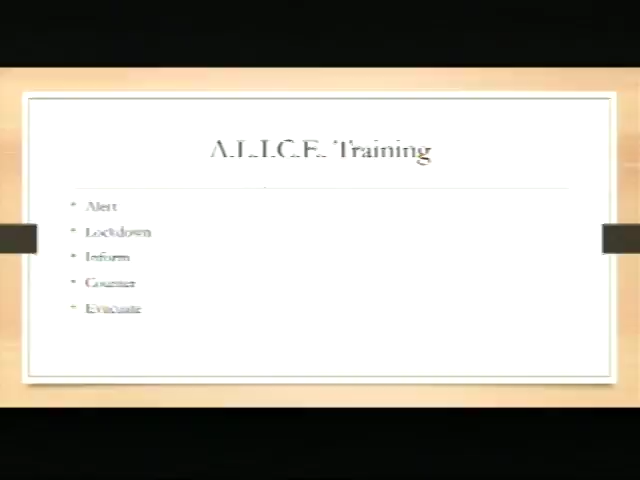 A.L.I.C.E. Training
• Alert
• Lockdown
• Inform
• Counter
• Evacuate